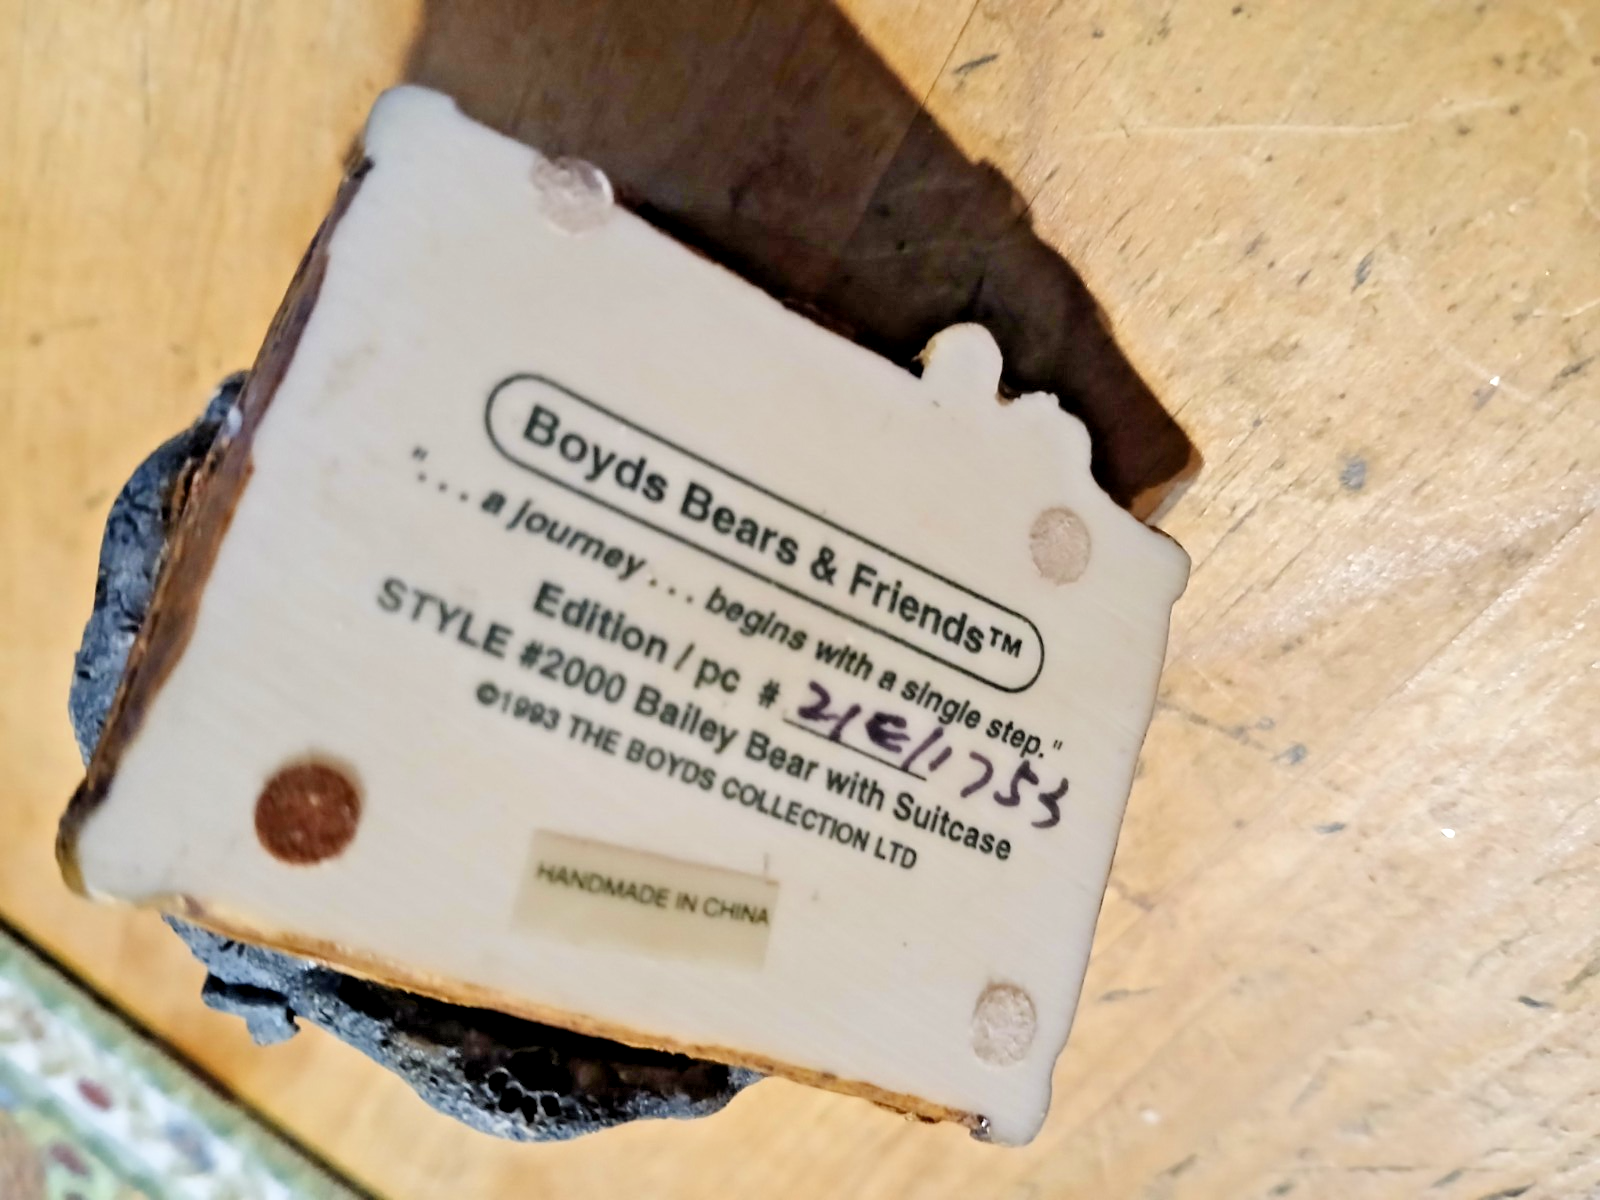 Boyds Bears & Friends™
"... a journey... begins with a single step."
Edition / pc # 21E/1753
STYLE #2000 Bailey Bear with Suitcase
©1993 THE BOYDS COLLECTION LTD
HANDMADE IN CHINA